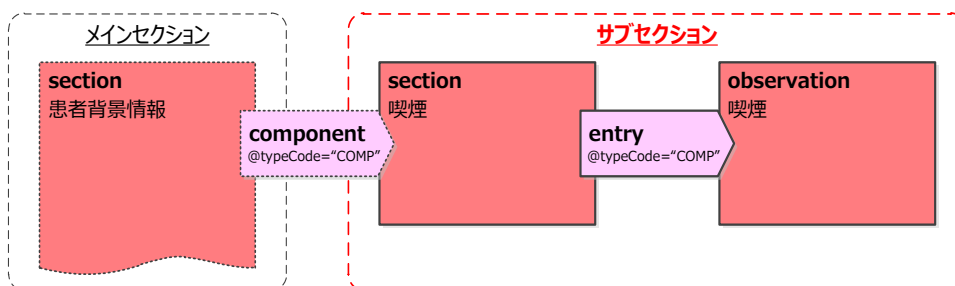 メインセクション
サブセクション
section
患者背景情報
component
@typeCode=“COMP”
section
喫煙
entry
@typeCode=“COMP”
observation
喫煙